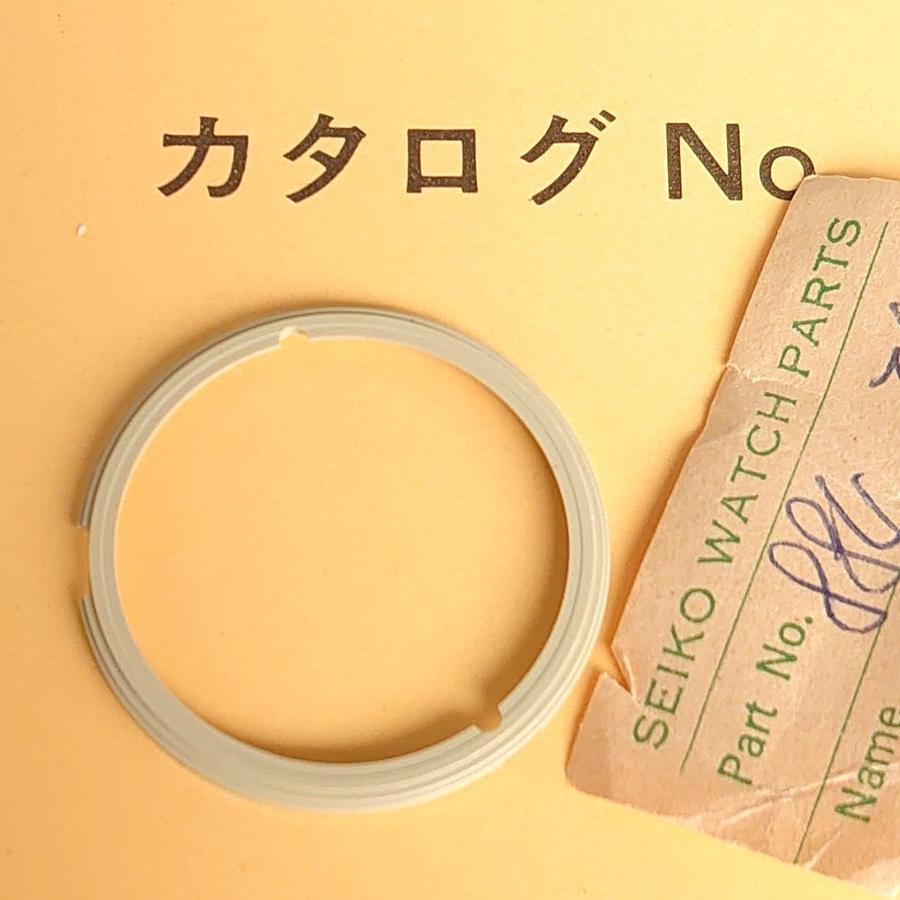 カタログ No
SEIKO WATCH PARTS
Part No.
Name